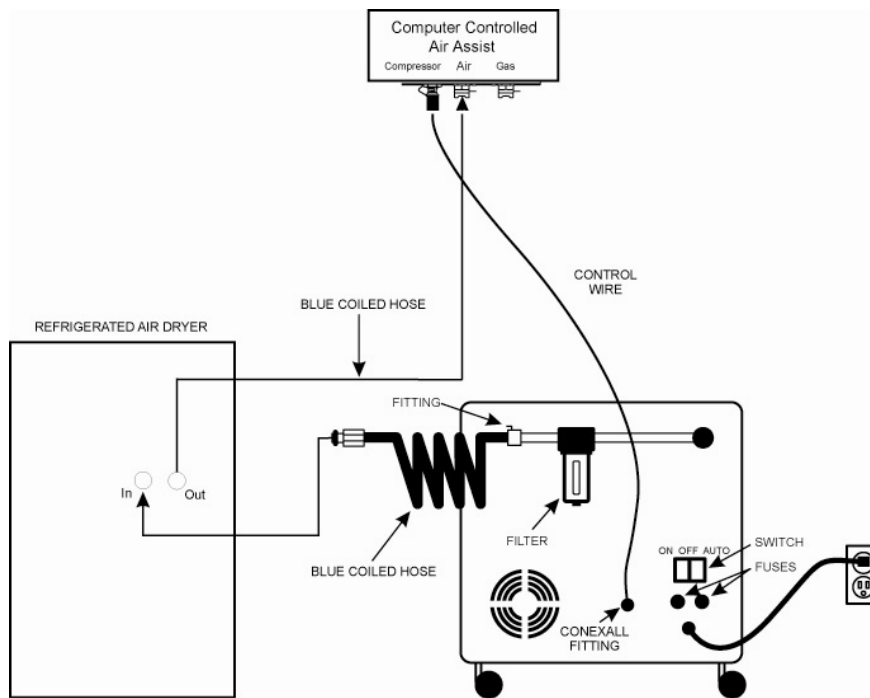 Computer Controlled
Air Assist
Compressor Air Gas
CONTROL
WIRE
BLUE COILED HOSE
REFRIGERATED AIR DRYER
FITTING
In
Out
FILTER
BLUE COILED HOSE
ON OFF AUTO
SWITCH
FUSES
CONEXALL
FITTING